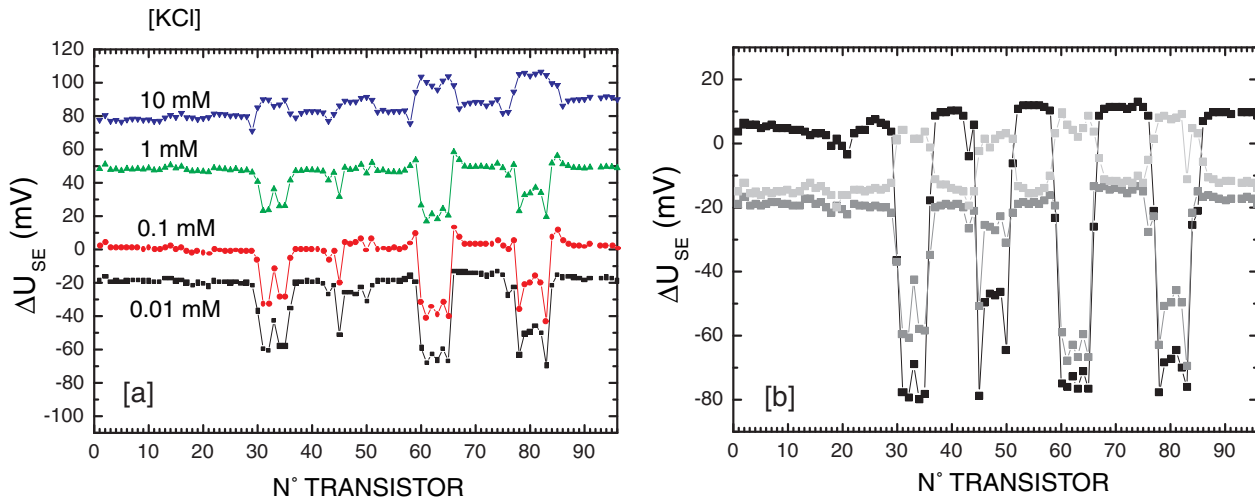 [KCl]
120
100
80
60
40
20
0
-20
-40
-60
-80
-100
ΔU_SE (mV)
10 mM
1 mM
0.1 mM
0.01 mM
[a]
0 10 20 30 40 50 60 70 80 90
N° TRANSISTOR
20
0
-20
-40
-60
-80
ΔU_SE (mV)
[b]
0 10 20 30 40 50 60 70 80 90
N° TRANSISTOR